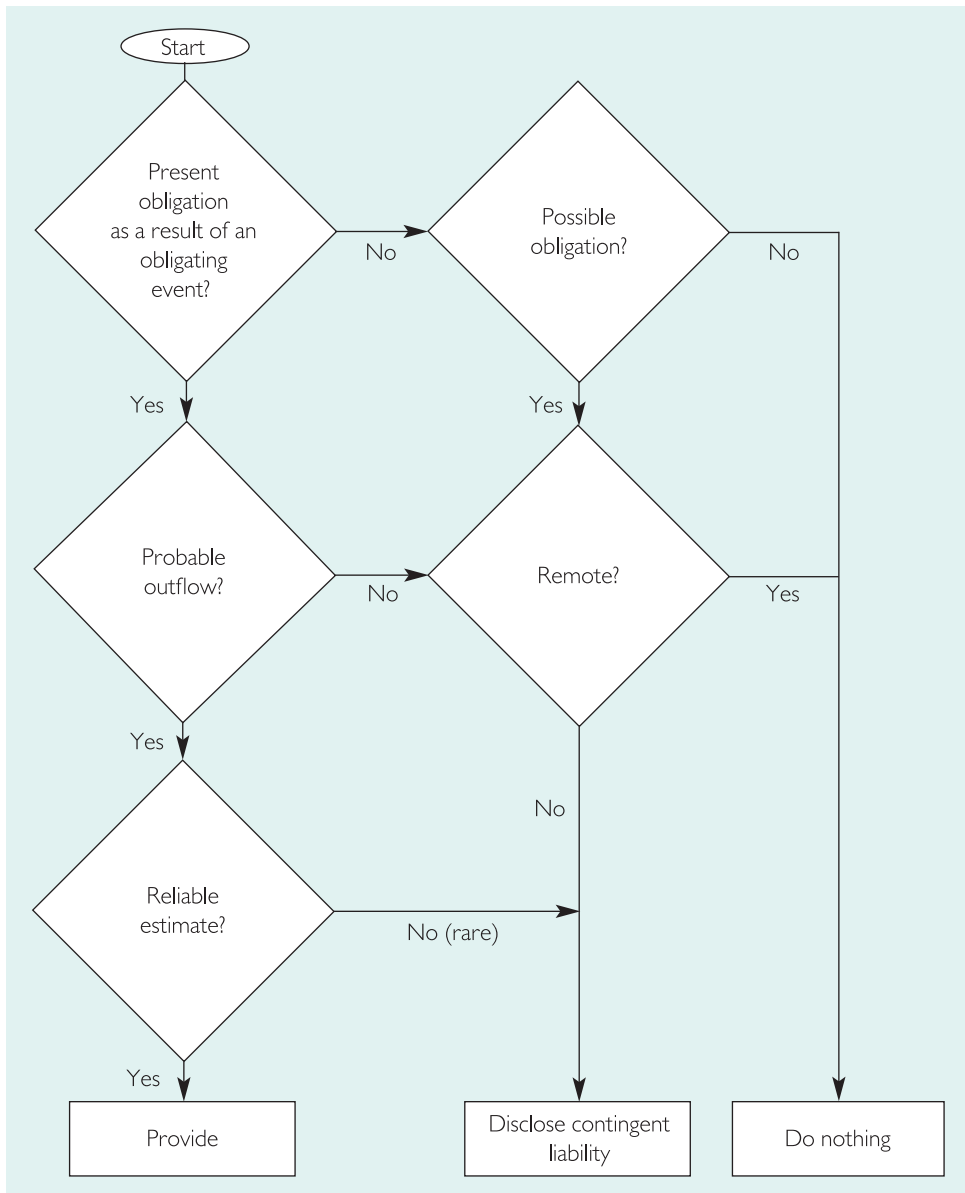 Start
Present
obligation
as a result of an
obligating
event?
No
Possible
obligation?
No
Yes
Yes
Probable
outflow?
No
Remote?
Yes
Yes
No
Reliable
estimate?
No (rare)
Yes
Provide
Disclose contingent
liability
Do nothing